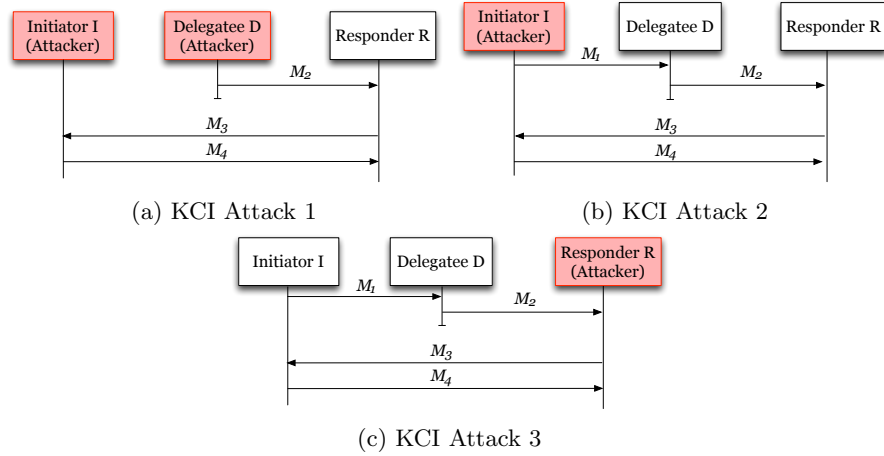 Initiator I
(Attacker)
Delegatee D
(Attacker)
Responder R
M2
M3
M4
(a) KCI Attack 1
Initiator I
(Attacker)
Delegatee D
Responder R
M1
M2
M3
M4
(b) KCI Attack 2
Initiator I
Delegatee D
Responder R
(Attacker)
M1
M2
M3
M4
(c) KCI Attack 3